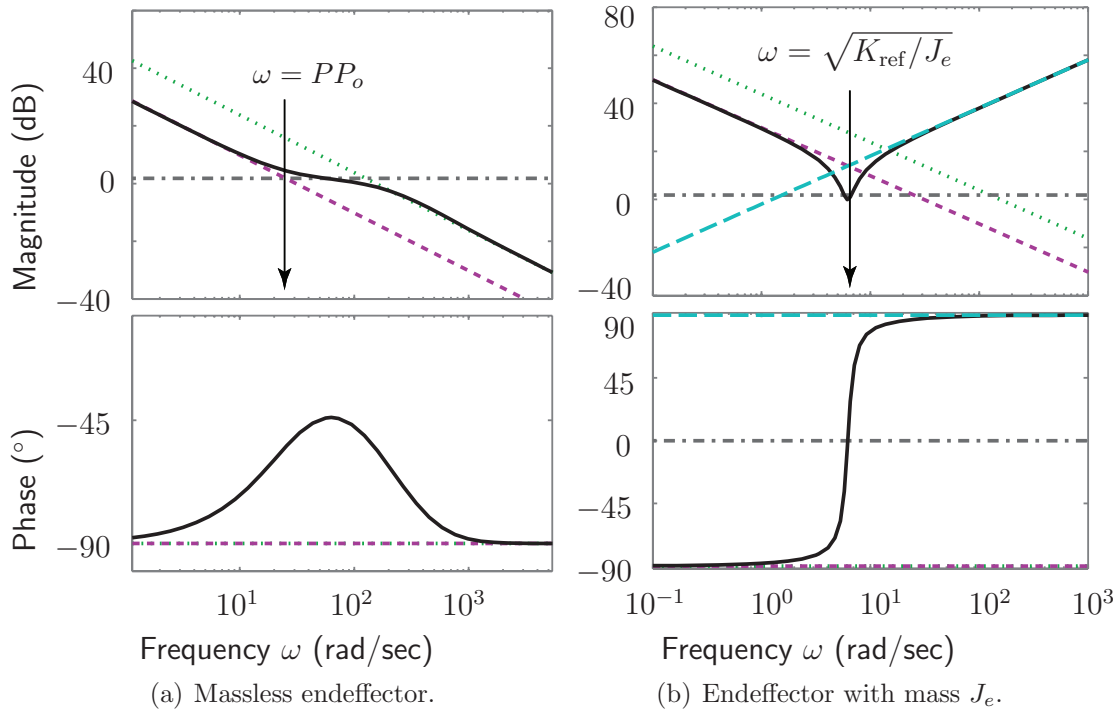 Magnitude (dB)
40
0
−40
ω = PP_o
Phase (°)
−45
−90
10^1
10^2
10^3
Frequency ω (rad/sec)
(a) Massless endeffector.
80
40
0
−40
ω = √(K_ref/J_e)
90
45
0
−45
−90
10^−1
10^0
10^1
10^2
10^3
Frequency ω (rad/sec)
(b) Endeffector with mass J_e.